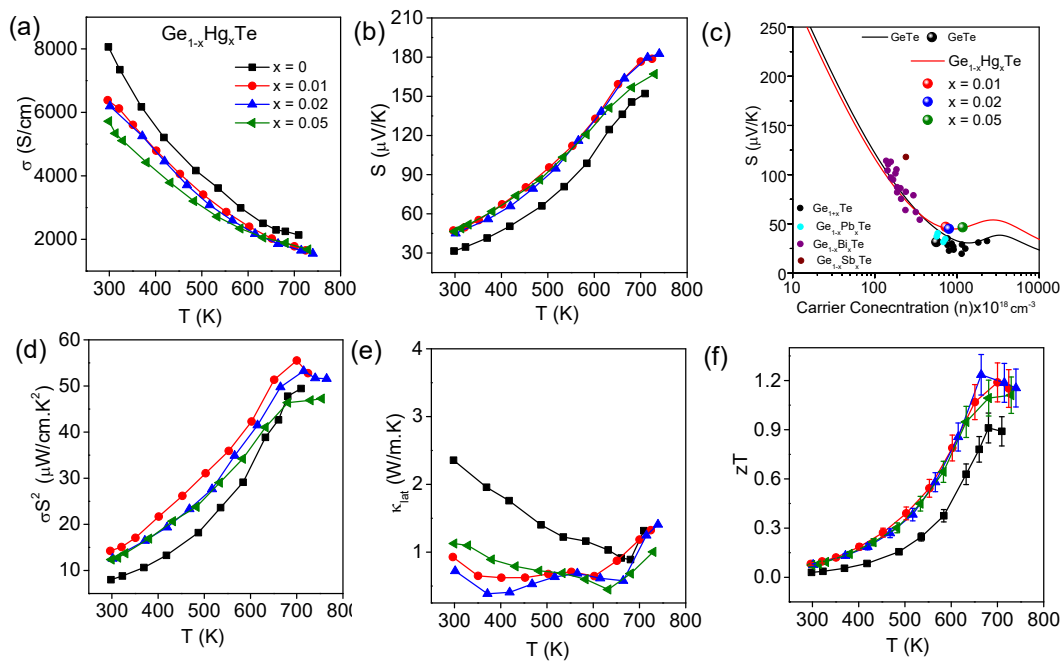 (a)
Ge1-xHgxTe
x = 0
x = 0.01
x = 0.02
x = 0.05
8000
6000
4000
2000
σ (S/cm)
300 400 500 600 700 800
T (K)
(b)
210
180
150
120
90
60
30
0
S (μV/K)
300 400 500 600 700 800
T (K)
(c)
GeTe GeTe
Ge1-xHgxTe
x = 0.01
x = 0.02
x = 0.05
Ge1+xTe
Ge1-xPbxTe
Ge1-xBixTe
Ge1-xSbxTe
250
200
150
100
50
0
S (μV/K)
10 100 1000 10000
Carrier Conecntration (n)x10^18 cm^-3
(d)
60
50
40
30
20
10
σS² (μW/cm.K²)
300 400 500 600 700 800
T (K)
(e)
4
2
1
κlat (W/m.K)
300 400 500 600 700 800
T (K)
(f)
1.2
0.9
0.6
0.3
0.0
zT
300 400 500 600 700 800
T (K)